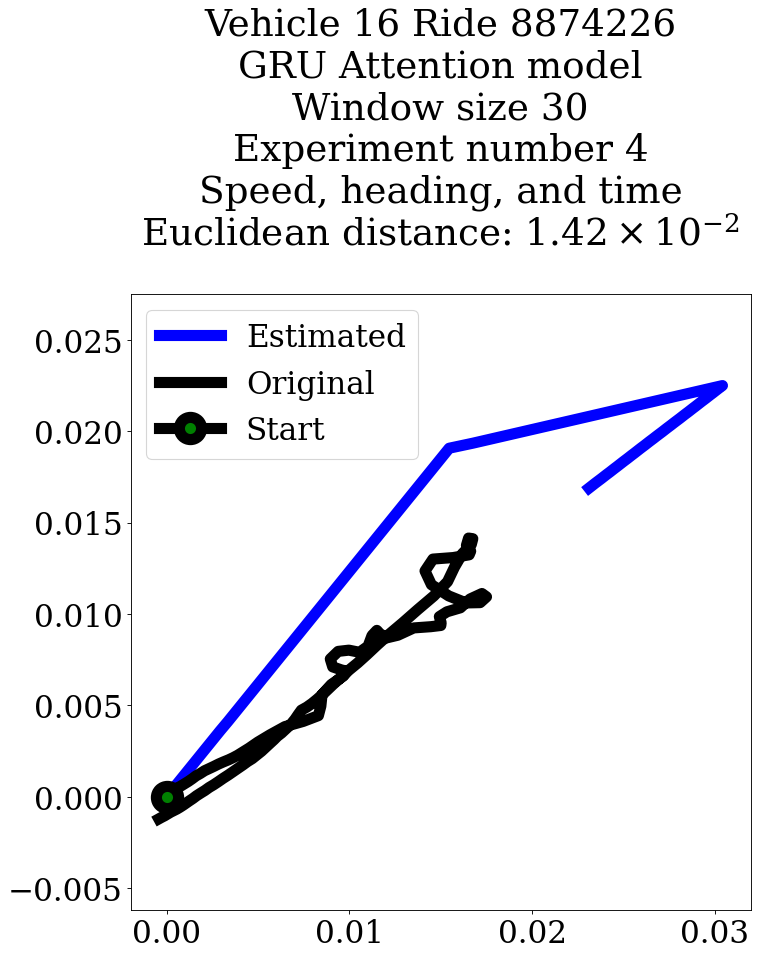 Vehicle 16 Ride 8874226
GRU Attention model
Window size 30
Experiment number 4
Speed, heading, and time
Euclidean distance: 1.42 × 10⁻²
Estimated
Original
Start
0.025
0.020
0.015
0.010
0.005
0.000
−0.005
0.00 0.01 0.02 0.03